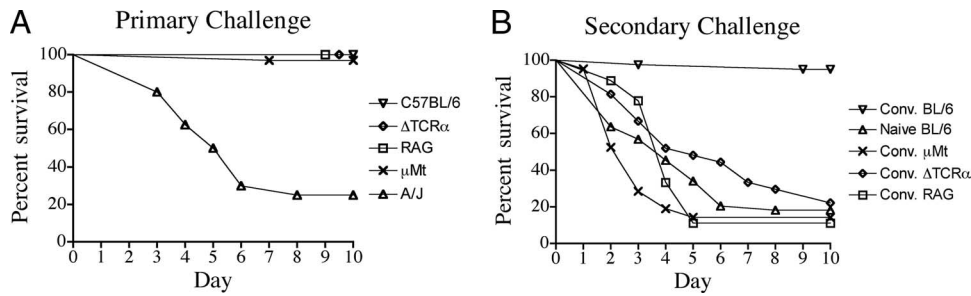 A
Primary Challenge
Percent survival
100
80
60
40
20
0
0 1 2 3 4 5 6 7 8 9 10
Day
C57BL/6
ΔTCRα
RAG
μMt
A/J
B
Secondary Challenge
Percent survival
100
80
60
40
20
0
0 1 2 3 4 5 6 7 8 9 10
Day
Conv. BL/6
Naive BL/6
Conv. μMt
Conv. ΔTCRα
Conv. RAG